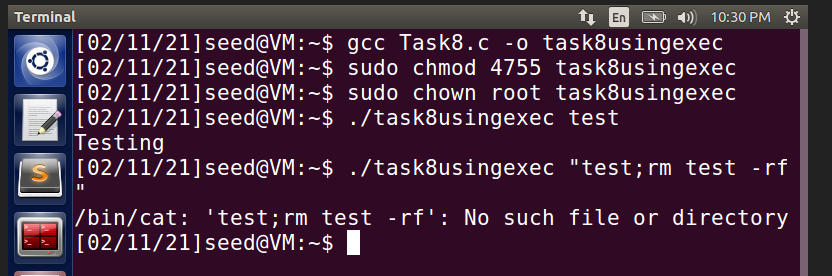 Terminal En 10:30 PM
[02/11/21]seed@VM:~$ gcc Task8.c -o task8usingexec
[02/11/21]seed@VM:~$ sudo chmod 4755 task8usingexec
[02/11/21]seed@VM:~$ sudo chown root task8usingexec
[02/11/21]seed@VM:~$ ./task8usingexec test
Testing
[02/11/21]seed@VM:~$ ./task8usingexec "test;rm test -rf
"
/bin/cat: 'test;rm test -rf': No such file or directory
[02/11/21]seed@VM:~$